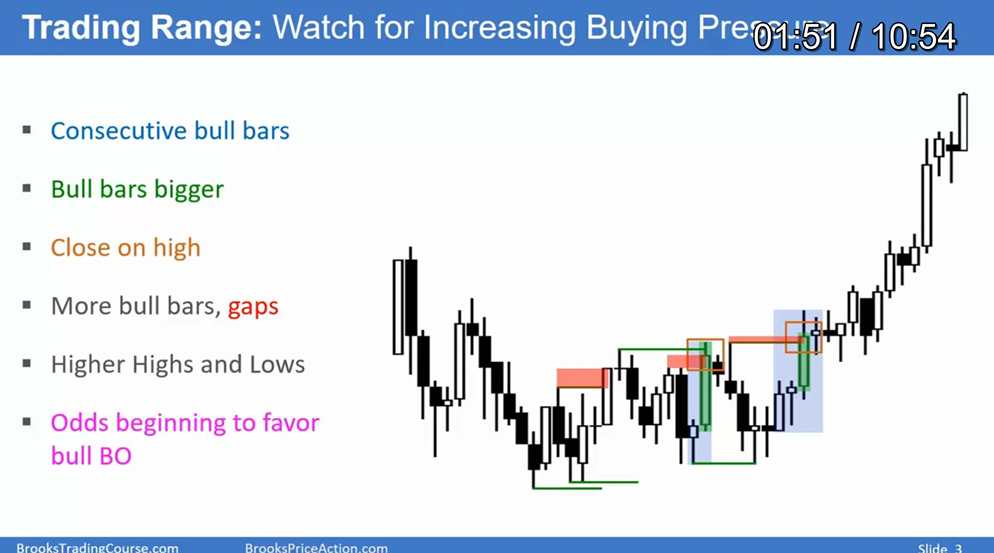 Trading Range: Watch for Increasing Buying Pressure
01:51 / 10:54
▪ Consecutive bull bars
▪ Bull bars bigger
▪ Close on high
▪ More bull bars, gaps
▪ Higher Highs and Lows
▪ Odds beginning to favor
bull BO
BrooksTradingCourse.com
BrooksPriceAction.com
Slide 3